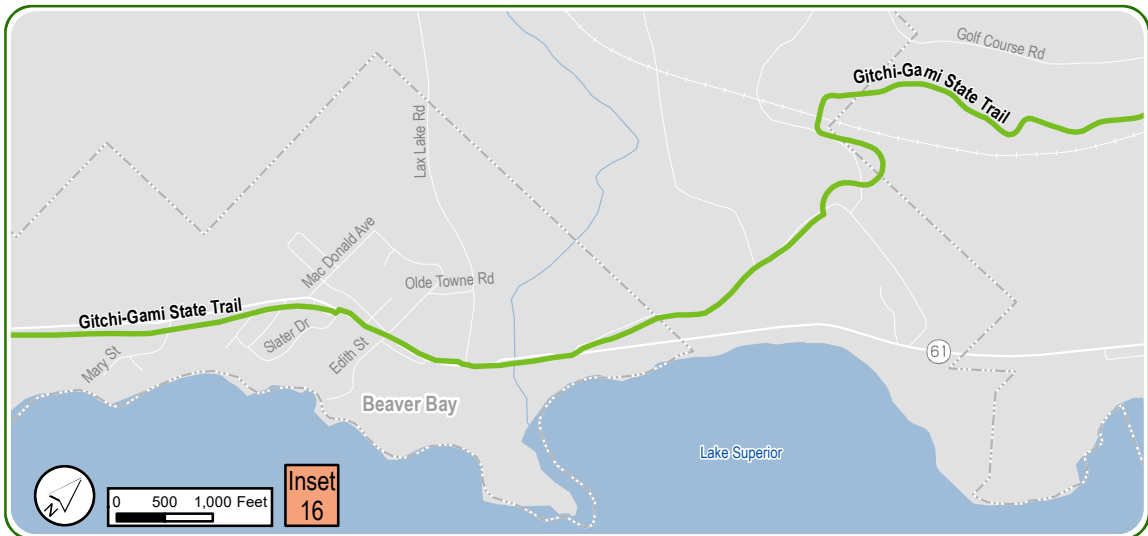 Golf Course Rd
Gitchi-Gami State Trail
Lax Lake Rd
Mac Donald Ave
Olde Towne Rd
Gitchi-Gami State Trail
Slater Dr
Mary St
Edith St
61
Beaver Bay
Lake Superior
N
0 500 1,000 Feet
Inset
16